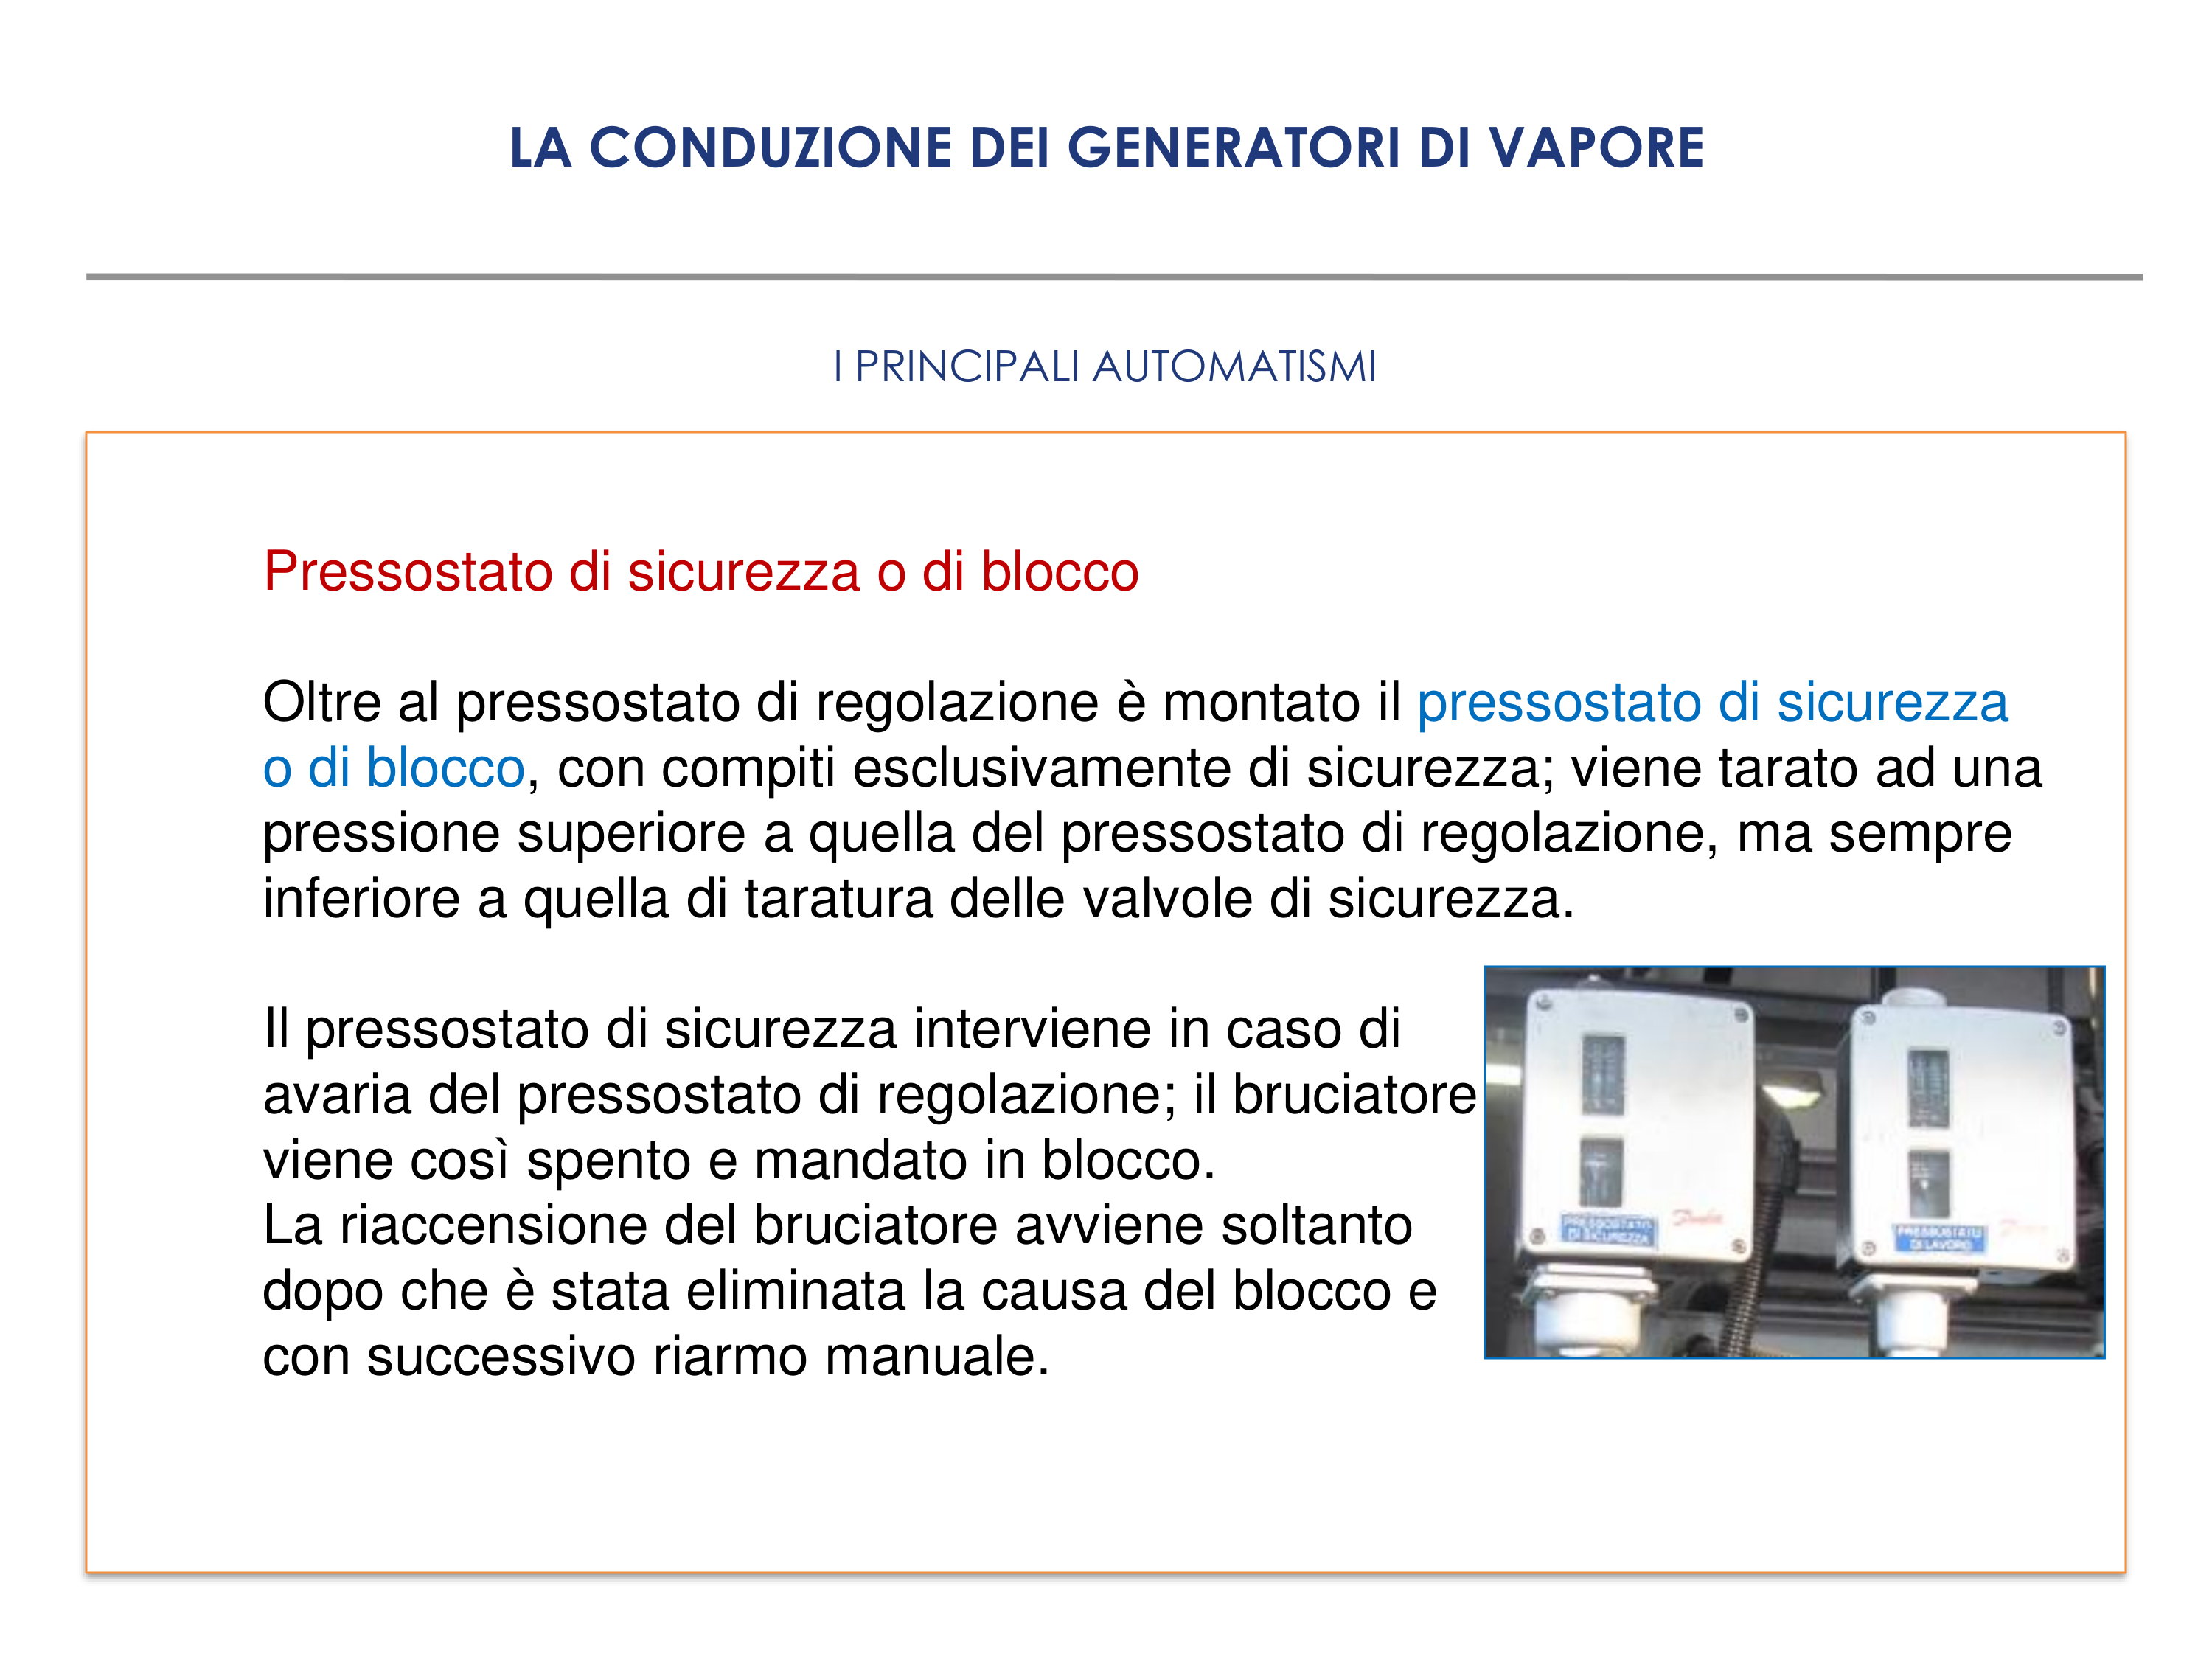 LA CONDUZIONE DEI GENERATORI DI VAPORE
I PRINCIPALI AUTOMATISMI
Pressostato di sicurezza o di blocco
Oltre al pressostato di regolazione è montato il pressostato di sicurezza
o di blocco, con compiti esclusivamente di sicurezza; viene tarato ad una
pressione superiore a quella del pressostato di regolazione, ma sempre
inferiore a quella di taratura delle valvole di sicurezza.
Il pressostato di sicurezza interviene in caso di
avaria del pressostato di regolazione; il bruciatore
viene così spento e mandato in blocco.
La riaccensione del bruciatore avviene soltanto
dopo che è stata eliminata la causa del blocco e
con successivo riarmo manuale.
PRESSOSTATO
DI SICUREZZA
Danfoss
PRESSOSTATO
DI LAVORO